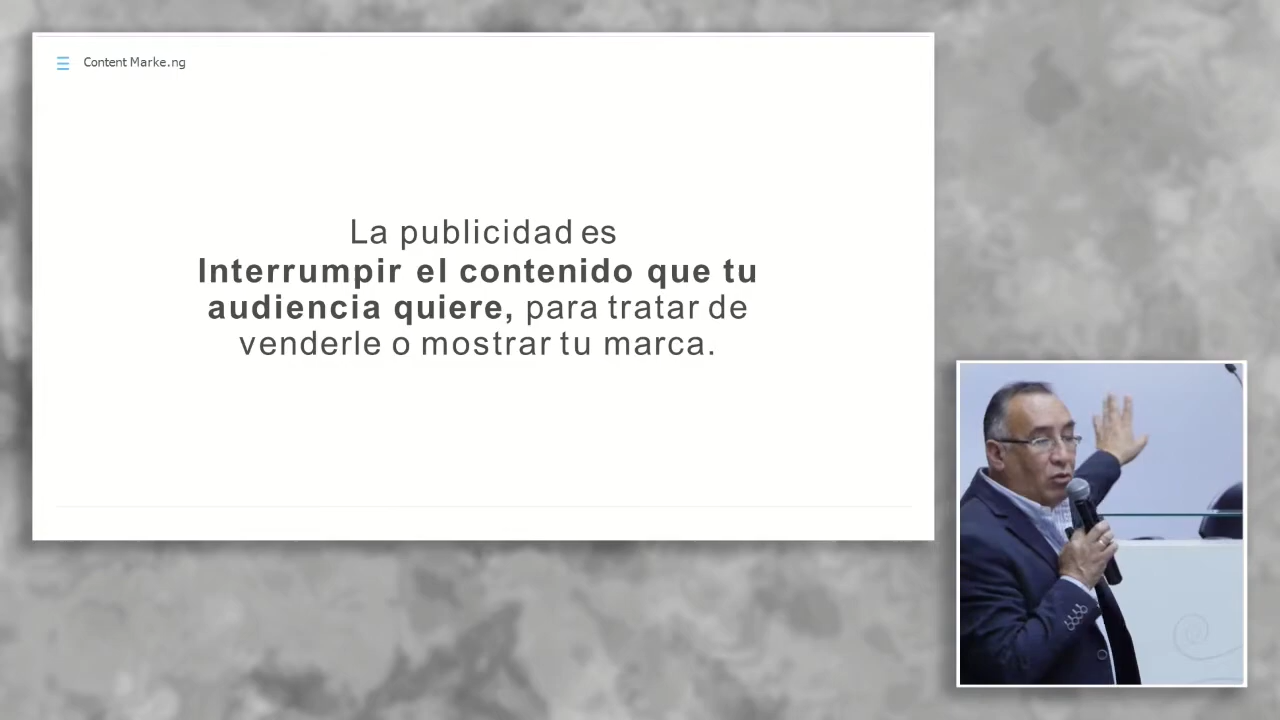 Content Marke.ng
La publicidad es
Interrumpir el contenido que tu
audiencia quiere, para tratar de
venderle o mostrar tu marca.